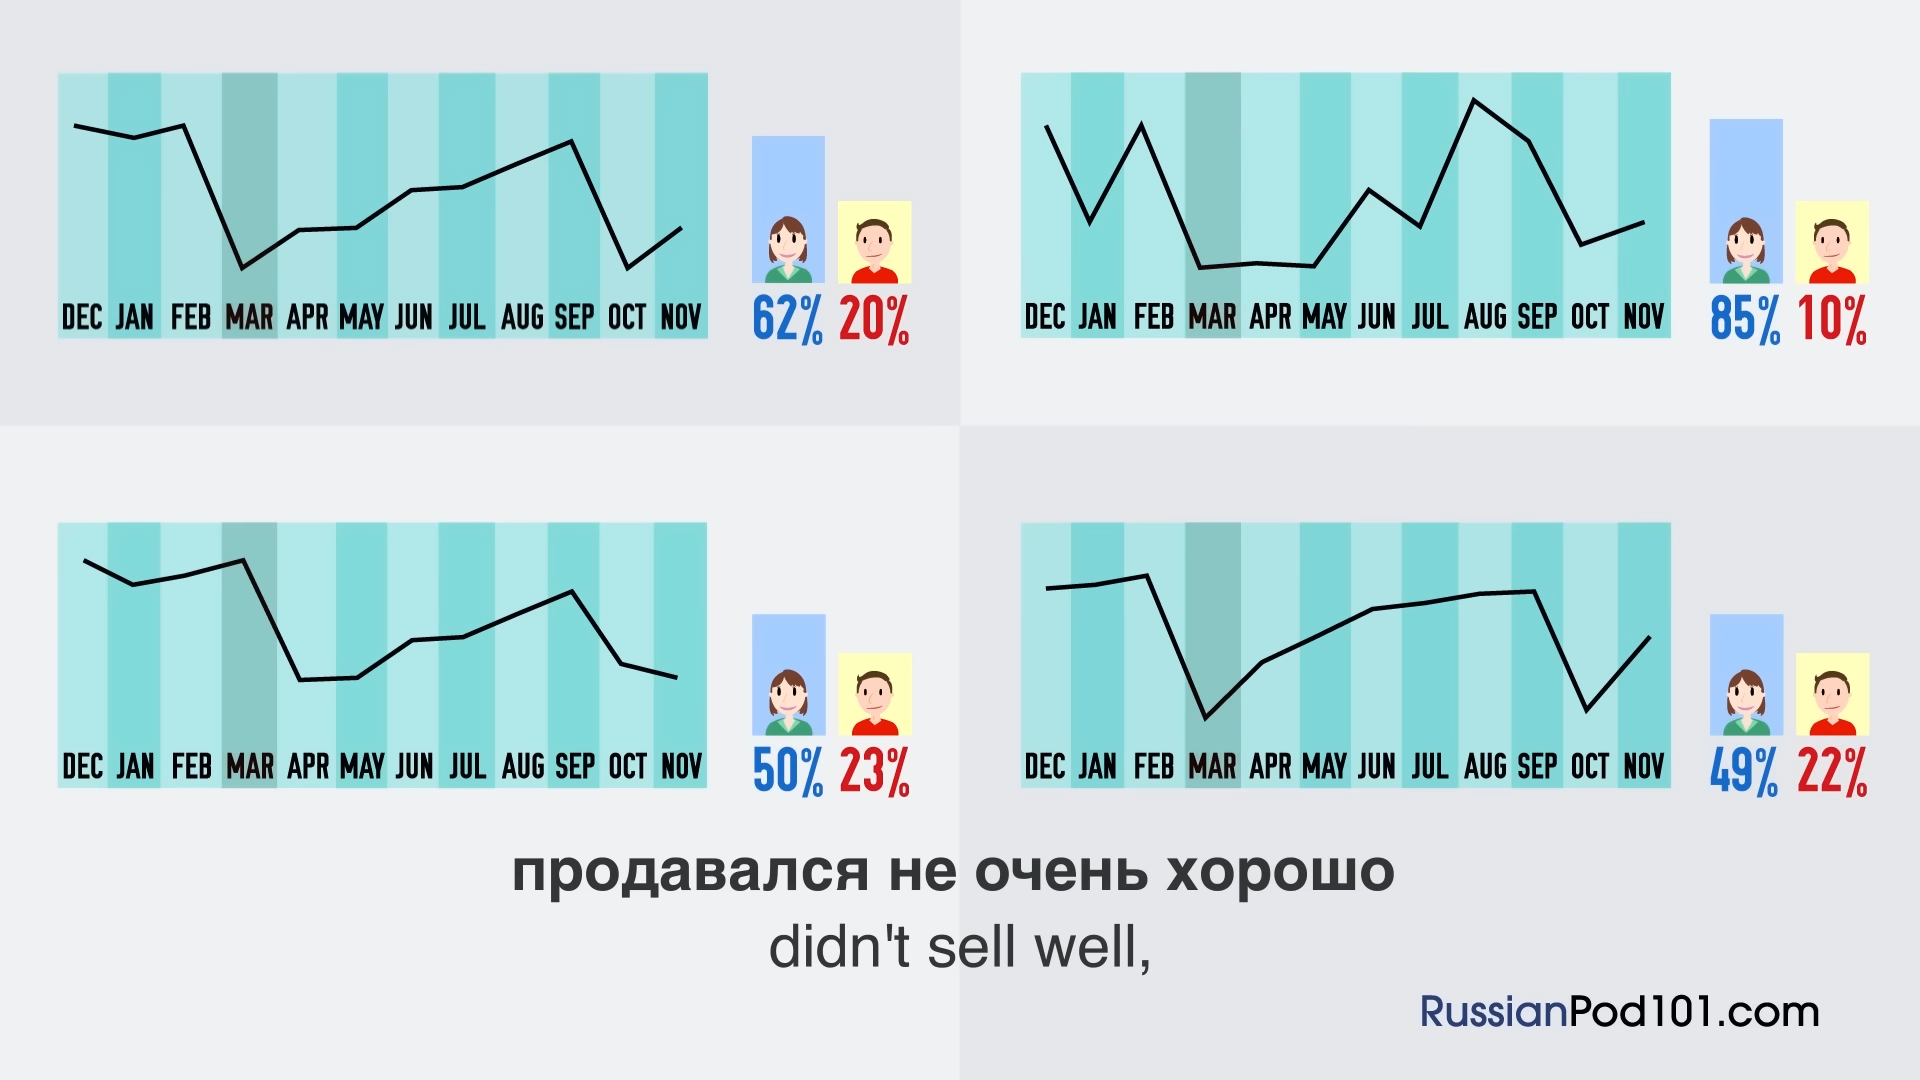 DEC JAN FEB MAR APR MAY JUN JUL AUG SEP OCT NOV
62% 20%
DEC JAN FEB MAR APR MAY JUN JUL AUG SEP OCT NOV
85% 10%
DEC JAN FEB MAR APR MAY JUN JUL AUG SEP OCT NOV
50% 23%
DEC JAN FEB MAR APR MAY JUN JUL AUG SEP OCT NOV
49% 22%
продавался не очень хорошо
didn't sell well,
RussianPod101.com